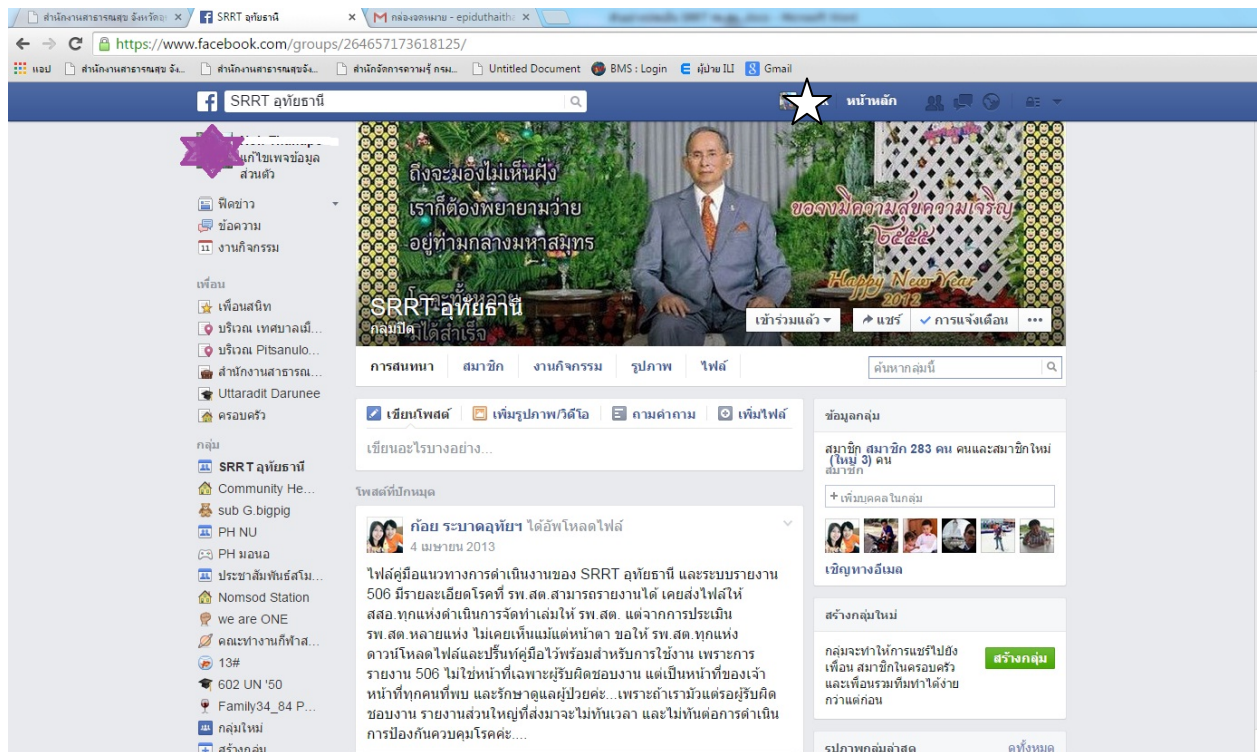 สำนักงานสาธารณสุข จังหวัดอุ
SRRT อุทัยธานี
กล่องจดหมาย - epiduthaitha
https://www.facebook.com/groups/264657173618125/
แอป สำนักงานสาธารณสุข จั... สำนักงานสาธารณสุขจั... สำนักจัดการความรู้ กรม... Untitled Document BMS : Login ผู้ป่วย ILI Gmail
SRRT อุทัยธานี
หน้าหลัก
แก้ไขเพจข้อมูล
ส่วนตัว
ฟีดข่าว
ข้อความ
11 งานกิจกรรม
เพื่อน
เพื่อนสนิท
บริเวณ เทศบาลเมื...
บริเวณ Pitsanulo...
สำนักงานสาธารณ...
Uttaradit Darunee
ครอบครัว
กลุ่ม
SRRT อุทัยธานี
Community He...
sub G.bigpig
PH NU
PH มอนอ
ประชาสัมพันธ์สโม...
Nomsod Station
we are ONE
คณะทำงานกีฬาส...
13#
602 UN '50
Family34_84 P...
กลุ่มใหม่
สร้างกลุ่ม
ถึงจะมองไม่เห็นฝั่ง
เราก็ต้องพยายามว่าย
อยู่ท่ามกลางมหาสมุทร
ได้สำเร็จ
ขอจงมีความสุขความเจริญ
๒๕๕๕
Happy New Year
2012
SRRT อุทัยธานี
กลุ่มปิด
เข้าร่วมแล้ว แชร์ การแจ้งเตือน ...
การสนทนา สมาชิก งานกิจกรรม รูปภาพ ไฟล์
ค้นหากลุ่มนี้
เขียนโพสต์ เพิ่มรูปภาพ/วิดีโอ ถามคำถาม เพิ่มไฟล์
เขียนอะไรบางอย่าง...
โพสต์ที่ปักหมุด
ก้อย ระบาดอุทัยฯ ได้อัพโหลดไฟล์
4 เมษายน 2013
ไฟล์คู่มือแนวทางการดำเนินงานของ SRRT อุทัยธานี และระบบรายงาน
506 มีรายละเอียดโรคที่ รพ.สต.สามารถรายงานได้ เคยส่งไฟล์ให้
สสอ.ทุกแห่งดำเนินการจัดทำเล่มให้ รพ.สต. แต่จากการประเมิน
รพ.สต.หลายแห่ง ไม่เคยเห็นแม้แต่หน้าตา ขอให้ รพ.สต.ทุกแห่ง
ดาวน์โหลดไฟล์และปริ๊นท์คู่มือไว้พร้อมสำหรับการใช้งาน เพราะการ
รายงาน 506 ไม่ใช่หน้าที่เฉพาะผู้รับผิดชอบงาน แต่เป็นหน้าที่ของเจ้า
หน้าที่ทุกคนที่พบ และรักษาดูแลผู้ป่วยค่ะ...เพราะถ้าเรามัวแต่รอผู้รับผิด
ชอบงาน รายงานส่วนใหญ่ที่ส่งมาจะไม่ทันเวลา และไม่ทันต่อการดำเนิน
การป้องกันควบคุมโรคค่ะ....
ข้อมูลกลุ่ม
สมาชิก สมาชิก 283 คน คนและสมาชิกใหม่
(ใหม่ 3) คน
สมาชิก
+ เพิ่มบุคคลในกลุ่ม
เชิญทางอีเมล
สร้างกลุ่มใหม่
กลุ่มจะทำให้การแชร์ไปยัง
เพื่อน สมาชิกในครอบครัว
และเพื่อนร่วมทีมทำได้ง่าย
กว่าแต่ก่อน
สร้างกลุ่ม
รูปภาพกลุ่มล่าสุด ดูทั้งหมด